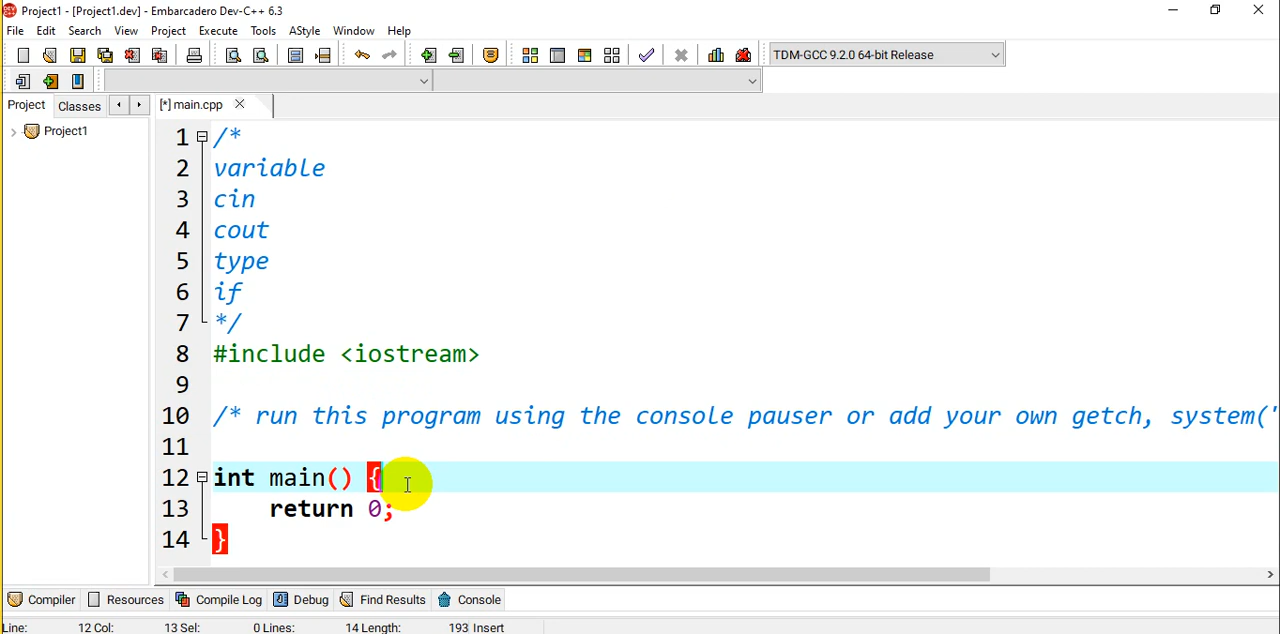 Project1 - [Project1.dev] - Embarcadero Dev-C++ 6.3
File Edit Search View Project Execute Tools AStyle Window Help
TDM-GCC 9.2.0 64-bit Release
Project Classes [*] main.cpp
Project1
1 /*
2 variable
3 cin
4 cout
5 type
6 if
7 */
8 #include <iostream>
9
10 /* run this program using the console pauser or add your own getch, system('
11
12 int main() {
13 return 0;
14 }
Compiler Resources Compile Log Debug Find Results Console
Line: 12 Col: 13 Sel: 0 Lines: 14 Length: 193 Insert